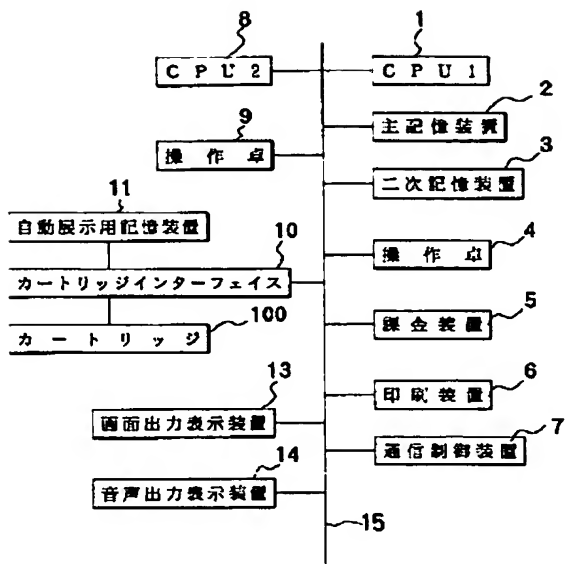 8
1
CPU2
CPU1
2
主記憶装置
9
操作卓
3
二次記憶装置
11
自動展示用記憶装置
4
操作卓
10
カートリッジインターフェイス
5
課金装置
100
カートリッジ
6
印刷装置
13
画面出力表示装置
7
通信制御装置
14
音声出力表示装置
15